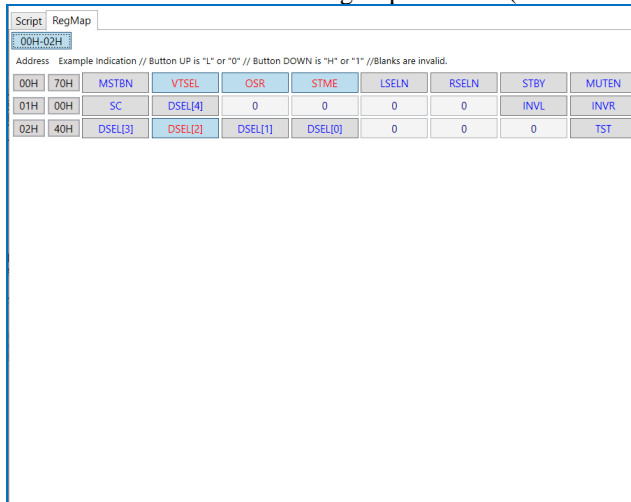 Script RegMap
00H-02H
Address Example Indication // Button UP is "L" or "0" // Button DOWN is "H" or "1" //Blanks are invalid.
00H 70H MSTBN VTSEL OSR STME LSELN RSELN STBY MUTEN
01H 00H SC DSEL[4] 0 0 0 0 INVL INVR
02H 40H DSEL[3] DSEL[2] DSEL[1] DSEL[0] 0 0 0 TST